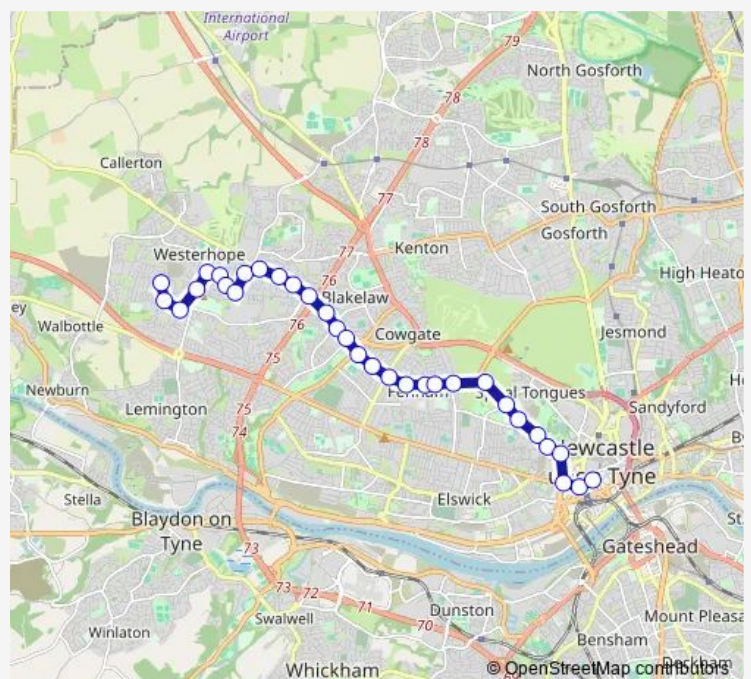 International
Airport
79
North Gosforth
78
78
Callerton
77
South Gosforth
Gosforth
Westerhope
77
Kenton
High Heato
76
Blakelaw
ey
Walbottle
76
Cowgate
Jesmond
75
Newburn
Lemington
75
74
Sandyford
Tongues
Newcastle
Tyne
Stella
Elswick
Blaydon on
Tyne
73
Gateshead
73
72
71
70
Swalwell
Dunston
Mount Pleasa
Winlaton
Bensham
Whickham
© OpenStreetMap contributors